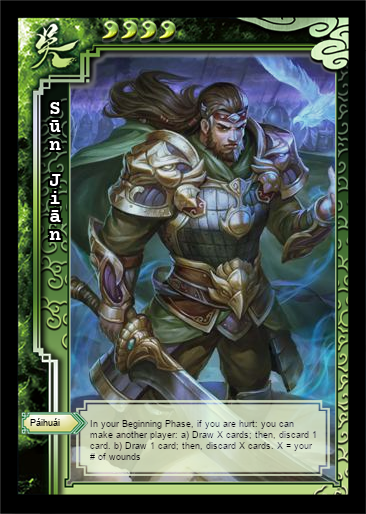 吴
Sūn Jiān
Páihuái
In your Beginning Phase, if you are hurt: you can
make another player: a) Draw X cards; then, discard 1
card. b) Draw 1 card; then, discard X cards. X = your
# of wounds